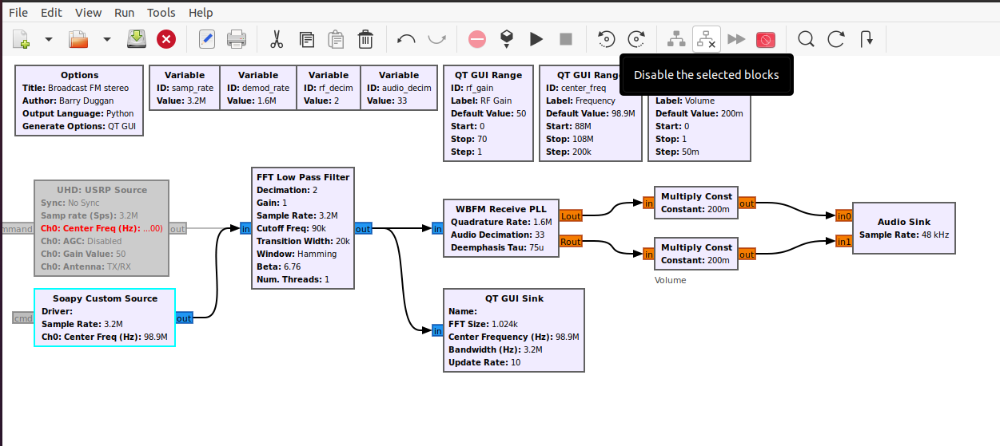 File Edit View Run Tools Help
Disable the selected blocks
Options
Title: Broadcast FM stereo
Author: Barry Duggan
Output Language: Python
Generate Options: QT GUI
Variable
ID: samp_rate
Value: 3.2M
Variable
ID: demod_rate
Value: 1.6M
Variable
ID: rf_decim
Value: 2
Variable
ID: audio_decim
Value: 33
QT GUI Range
ID: rf_gain
Label: RF Gain
Default Value: 50
Start: 0
Stop: 70
Step: 1
QT GUI Rang
ID: center_freq
Label: Frequency
Default Value: 98.9M
Start: 88M
Stop: 108M
Step: 200k
Label: Volume
Default Value: 200m
Start: 0
Stop: 1
Step: 50m
UHD: USRP Source
Sync: No Sync
Samp rate (Sps): 3.2M
Ch0: Center Freq (Hz): ...00)
Ch0: AGC: Disabled
Ch0: Gain Value: 50
Ch0: Antenna: TX/RX
mmand
out
Soapy Custom Source
Driver:
Sample Rate: 3.2M
Ch0: Center Freq (Hz): 98.9M
cmd
out
FFT Low Pass Filter
Decimation: 2
Gain: 1
Sample Rate: 3.2M
Cutoff Freq: 90k
Transition Width: 20k
Window: Hamming
Beta: 6.76
Num. Threads: 1
in
out
WBFM Receive PLL
Quadrature Rate: 1.6M
Audio Decimation: 33
Deemphasis Tau: 75u
in
Lout
Rout
QT GUI Sink
Name:
FFT Size: 1.024k
Center Frequency (Hz): 98.9M
Bandwidth (Hz): 3.2M
Update Rate: 10
in
Multiply Const
Constant: 200m
in
out
Multiply Const
Constant: 200m
in
out
Volume
Audio Sink
Sample Rate: 48 kHz
in0
in1